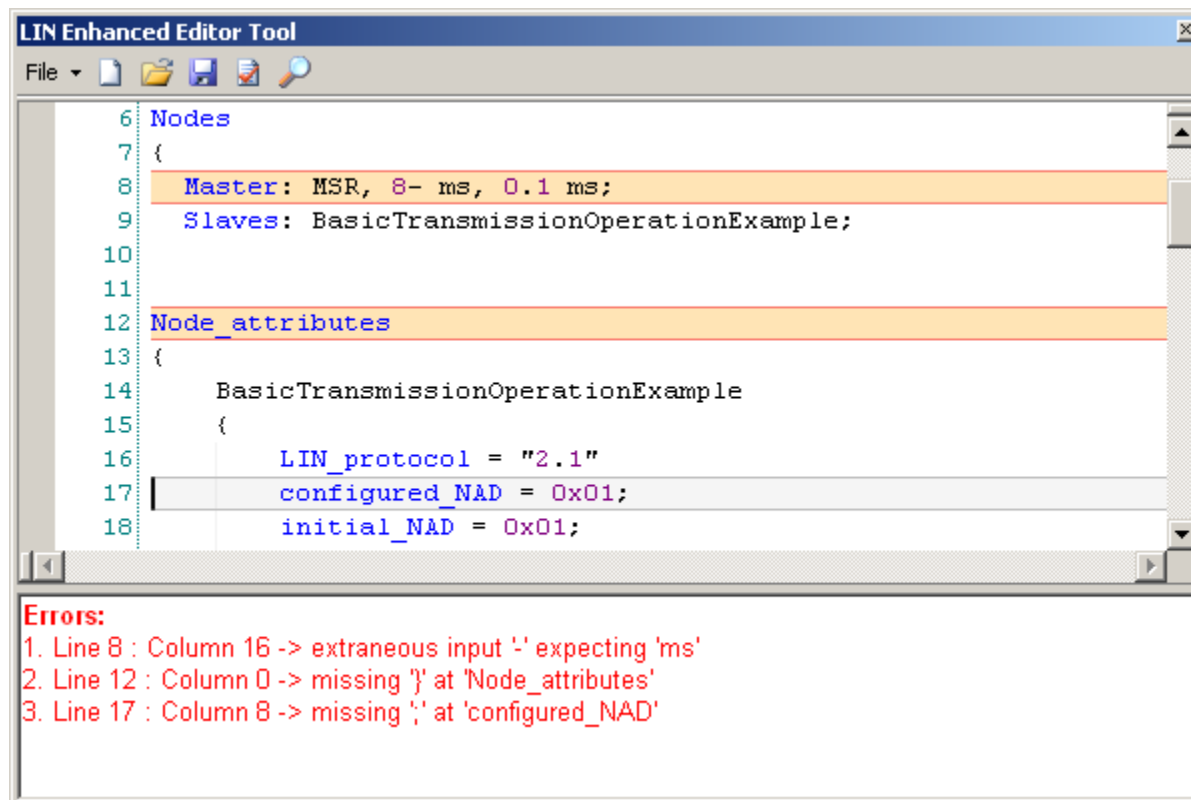 LIN Enhanced Editor Tool
File
6 Nodes
7 {
8 Master: MSR, 8- ms, 0.1 ms;
9 Slaves: BasicTransmissionOperationExample;
10
11
12 Node_attributes
13 {
14 BasicTransmissionOperationExample
15 {
16 LIN_protocol = "2.1"
17 configured_NAD = 0x01;
18 initial_NAD = 0x01;
Errors:
1. Line 8 : Column 16 -> extraneous input '-' expecting 'ms'
2. Line 12 : Column 0 -> missing '}' at 'Node_attributes'
3. Line 17 : Column 8 -> missing ';' at 'configured_NAD'